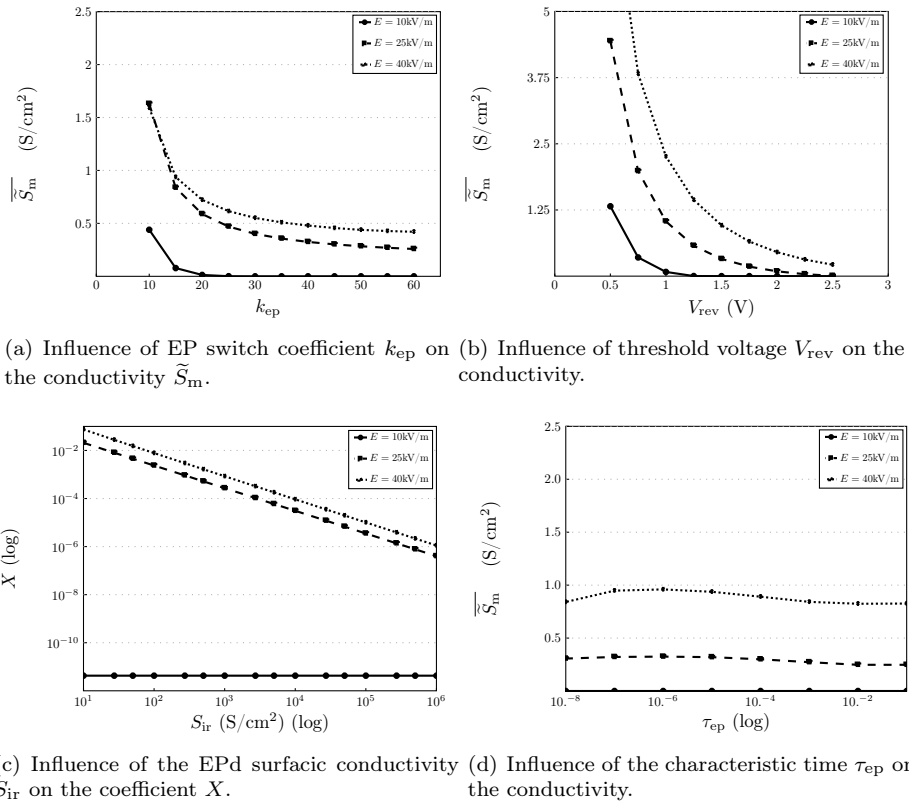 2.5
2
1.5
1
0.5
0 10 20 30 40 50 60
S̃m (S/cm²)
kep
E = 10kV/m
E = 25kV/m
E = 40kV/m
5
3.75
2.5
1.25
0 0.5 1.0 1.5 2.0 2.5 3.0
S̃m (S/cm²)
Vrev (V)
E = 10kV/m
E = 25kV/m
E = 40kV/m
(a) Influence of EP switch coefficient kep on
the conductivity S̃m.
(b) Influence of threshold voltage Vrev on the
conductivity.
10⁻²
10⁻⁴
10⁻⁶
10⁻⁸
10⁻¹⁰
10¹ 10² 10³ 10⁴ 10⁵ 10⁶
X (log)
Sir (S/cm²) (log)
E = 10kV/m
E = 25kV/m
E = 40kV/m
2.5
2.0
1.5
1.0
0.5
10.⁻⁸ 10.⁻⁶ 10.⁻⁴ 10.⁻²
S̃m (S/cm²)
τep (log)
E = 10kV/m
E = 25kV/m
E = 40kV/m
c) Influence of the EPd surfacic conductivity
Sir on the coefficient X.
(d) Influence of the characteristic time τep on
the conductivity.